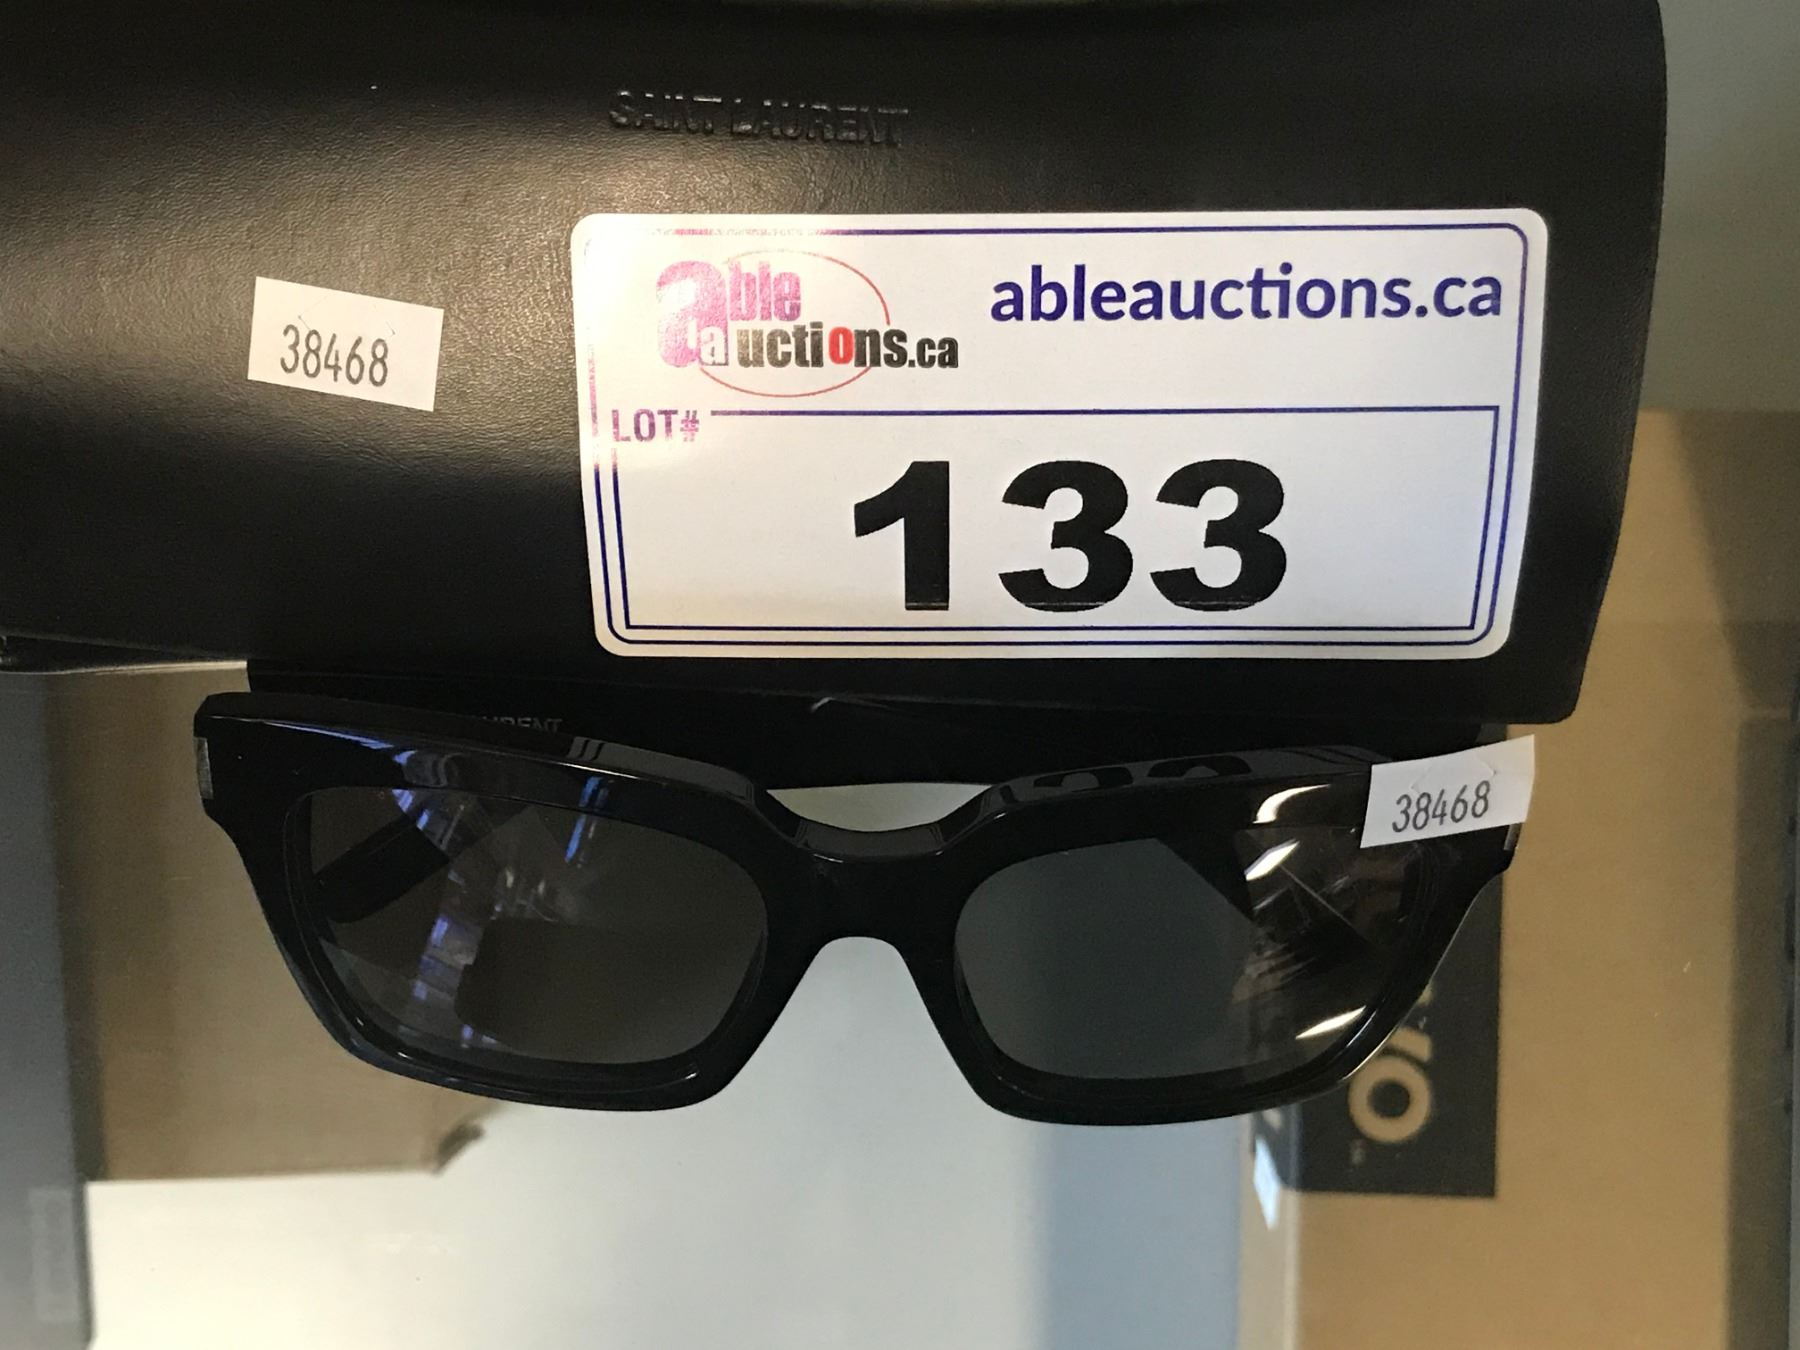 SAINT LAURENT
able auctions.ca
ableauctions.ca
38468
LOT#
133
38468